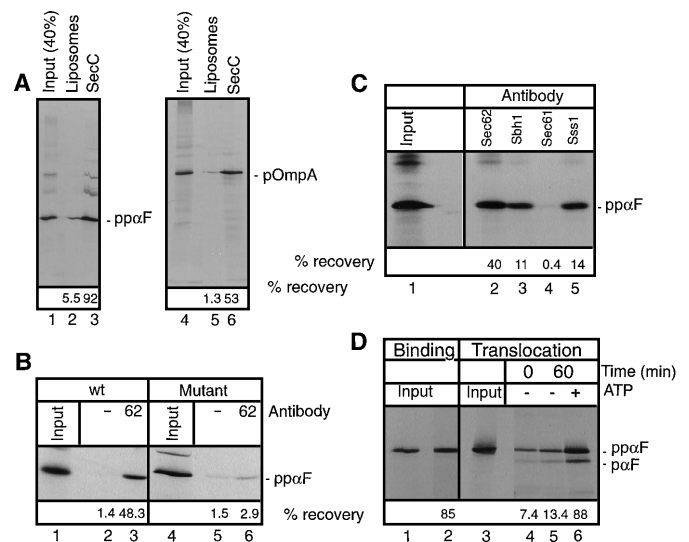 A
Input (40%)
Liposomes
SecC
- ppαF
5.5 92
1 2 3
Input (40%)
Liposomes
SecC
- pOmpA
1.3 53
% recovery
4 5 6
B
wt Mutant
Input – 62 Input – 62 Antibody
- ppαF
1.4 48.3 1.5 2.9 % recovery
1 2 3 4 5 6
C
Antibody
Input Sec62 Sbh1 Sec61 Sss1
- ppαF
% recovery 40 11 0.4 14
1 2 3 4 5
D
Binding Translocation
0 60 Time (min)
Input Input - - + ATP
- ppαF
- pαF
85 7.4 13.4 88
1 2 3 4 5 6